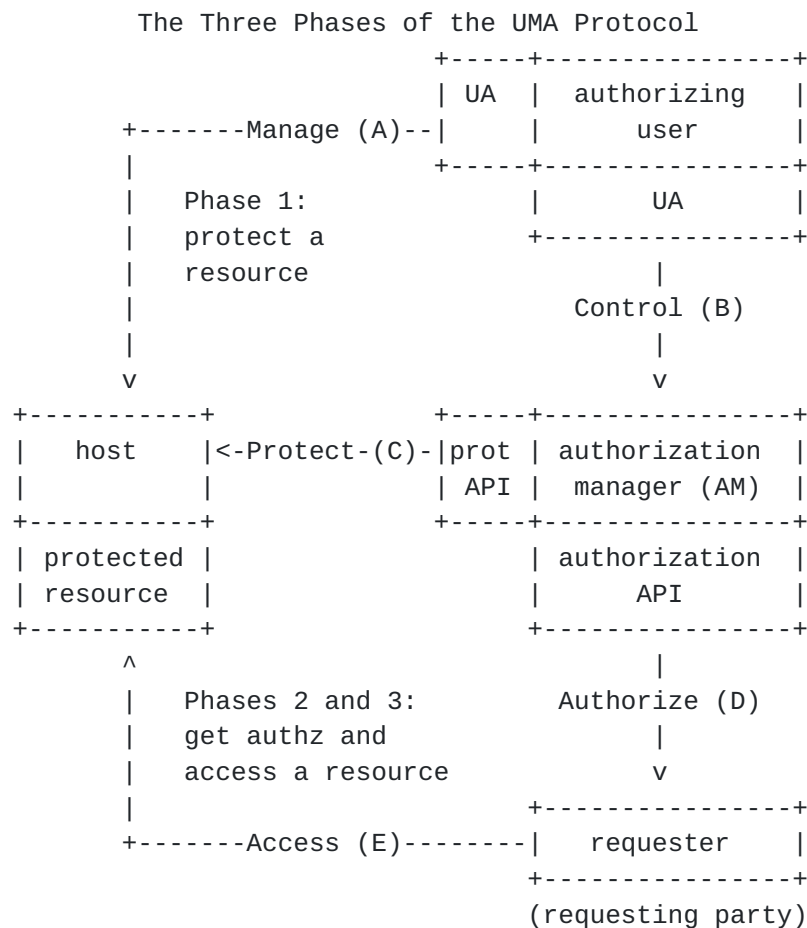 The Three Phases of the UMA Protocol
                           +-----+----------------+
                           | UA  |  authorizing   |
       +-------Manage (A)--|     |      user      |
       |                   +-----+----------------+
       |   Phase 1:              |       UA       |
       |   protect a             +----------------+
       |   resource                      |
       |                            Control (B)
       |                                 |
       v                                 v
+-----------+              +-----+----------------+
|   host    |<-Protect-(C)-|prot | authorization  |
|           |              | API |  manager (AM)  |
+-----------+              +-----+----------------+
| protected |                    | authorization  |
| resource  |                    |      API       |
+-----------+                    +----------------+
       ^                                 |
       |   Phases 2 and 3:         Authorize (D)
       |   get authz and                 |
       |   access a resource             v
       |                         +----------------+
       +-------Access (E)--------|   requester    |
                                 +----------------+
                                 (requesting party)